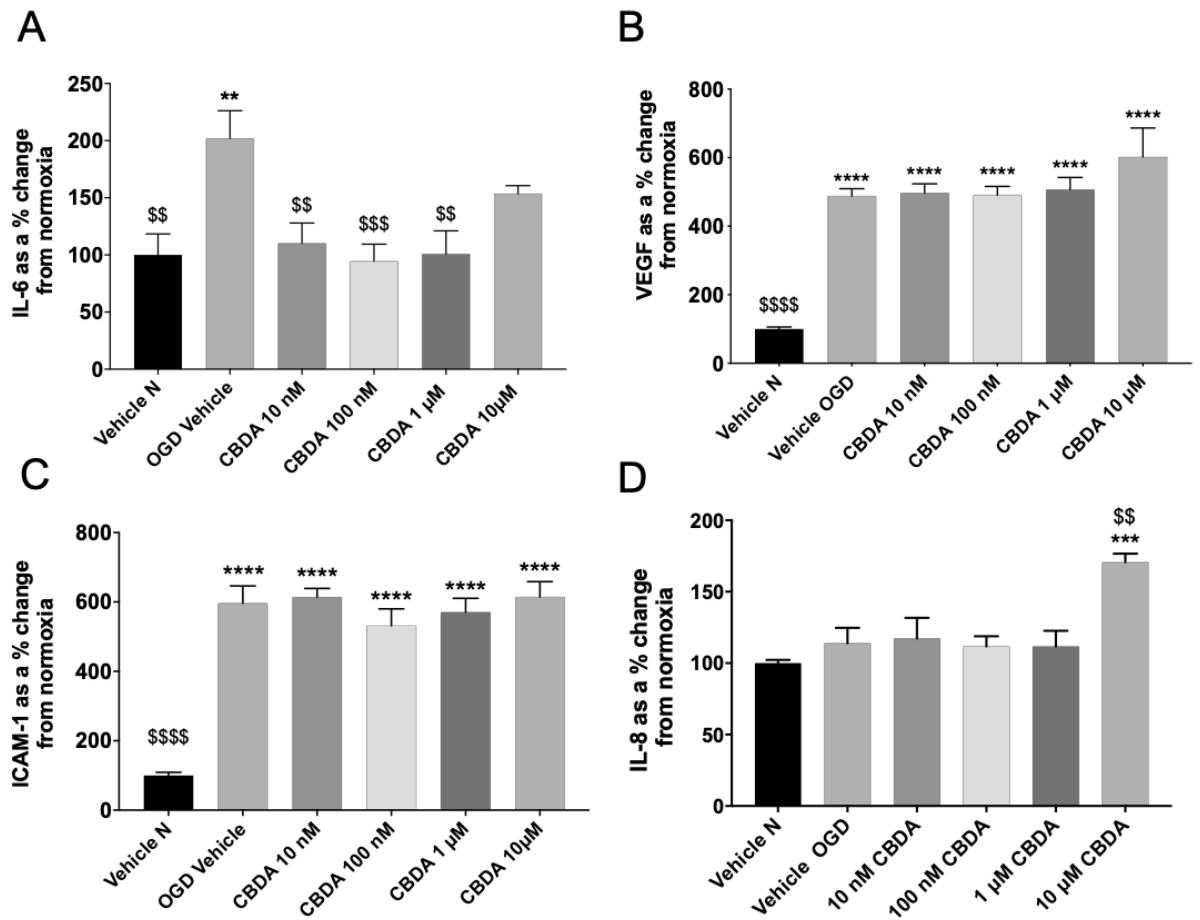 A
IL-6 as a % change
from normoxia
250
200
150
100
50
0
$$
**
$$
$$$
$$
Vehicle N
OGD Vehicle
CBDA 10 nM
CBDA 100 nM
CBDA 1 µM
CBDA 10µM
B
VEGF as a % change
from normoxia
800
600
400
200
0
$$$$
****
****
****
****
****
Vehicle N
Vehicle OGD
CBDA 10 nM
CBDA 100 nM
CBDA 1 µM
CBDA 10 µM
C
ICAM-1 as a % change
from normoxia
800
600
400
200
0
$$$$
****
****
****
****
****
Vehicle N
OGD Vehicle
CBDA 10 nM
CBDA 100 nM
CBDA 1 µM
CBDA 10µM
D
IL-8 as a % change
from normoxia
200
150
100
50
0
$$
***
Vehicle N
Vehicle OGD
10 nM CBDA
100 nM CBDA
1 µM CBDA
10 µM CBDA